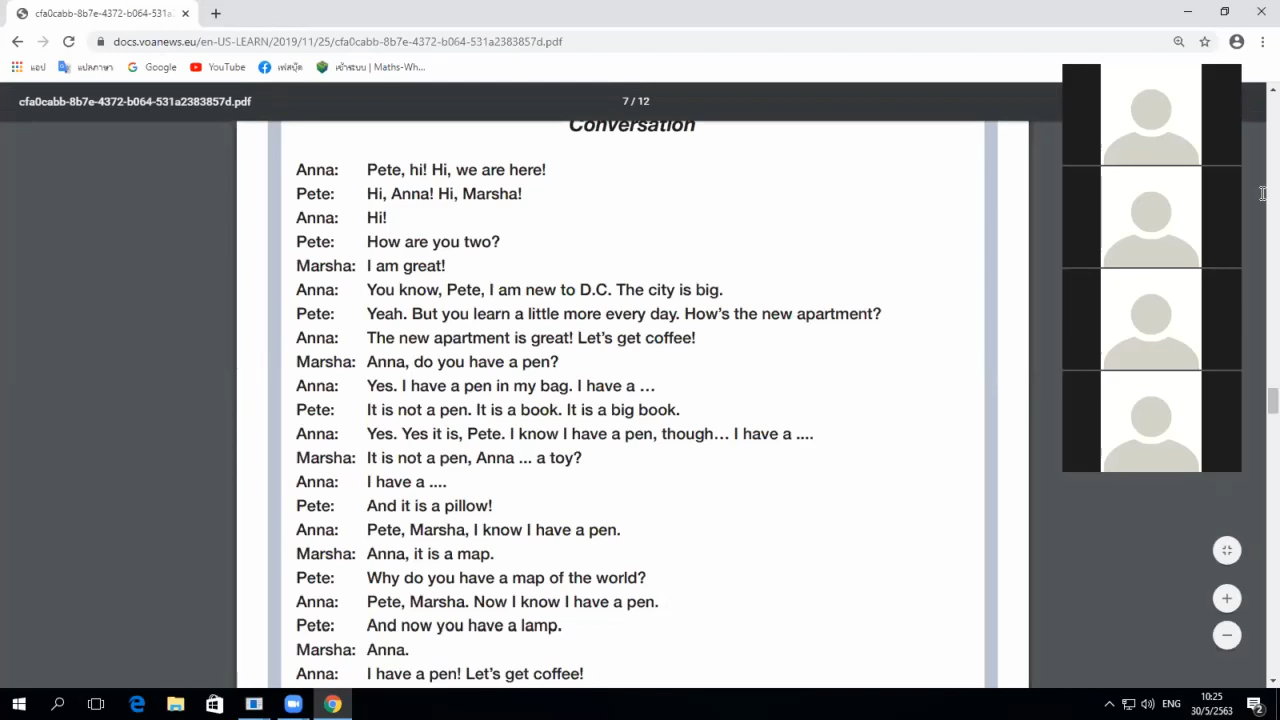 cfa0cabb-8b7e-4372-b064-531a
docs.voanews.eu/en-US-LEARN/2019/11/25/cfa0cabb-8b7e-4372-b064-531a2383857d.pdf
แอป แปลภาษา Google YouTube เฟสบุ๊ค เข้าระบบ | Maths-Wh...
cfa0cabb-8b7e-4372-b064-531a2383857d.pdf 7 / 12
Conversation
Anna: Pete, hi! Hi, we are here!
Pete: Hi, Anna! Hi, Marsha!
Anna: Hi!
Pete: How are you two?
Marsha: I am great!
Anna: You know, Pete, I am new to D.C. The city is big.
Pete: Yeah. But you learn a little more every day. How's the new apartment?
Anna: The new apartment is great! Let's get coffee!
Marsha: Anna, do you have a pen?
Anna: Yes. I have a pen in my bag. I have a …
Pete: It is not a pen. It is a book. It is a big book.
Anna: Yes. Yes it is, Pete. I know I have a pen, though… I have a ....
Marsha: It is not a pen, Anna ... a toy?
Anna: I have a ....
Pete: And it is a pillow!
Anna: Pete, Marsha, I know I have a pen.
Marsha: Anna, it is a map.
Pete: Why do you have a map of the world?
Anna: Pete, Marsha. Now I know I have a pen.
Pete: And now you have a lamp.
Marsha: Anna.
Anna: I have a pen! Let's get coffee!
ENG
10:25
30/5/2563
2